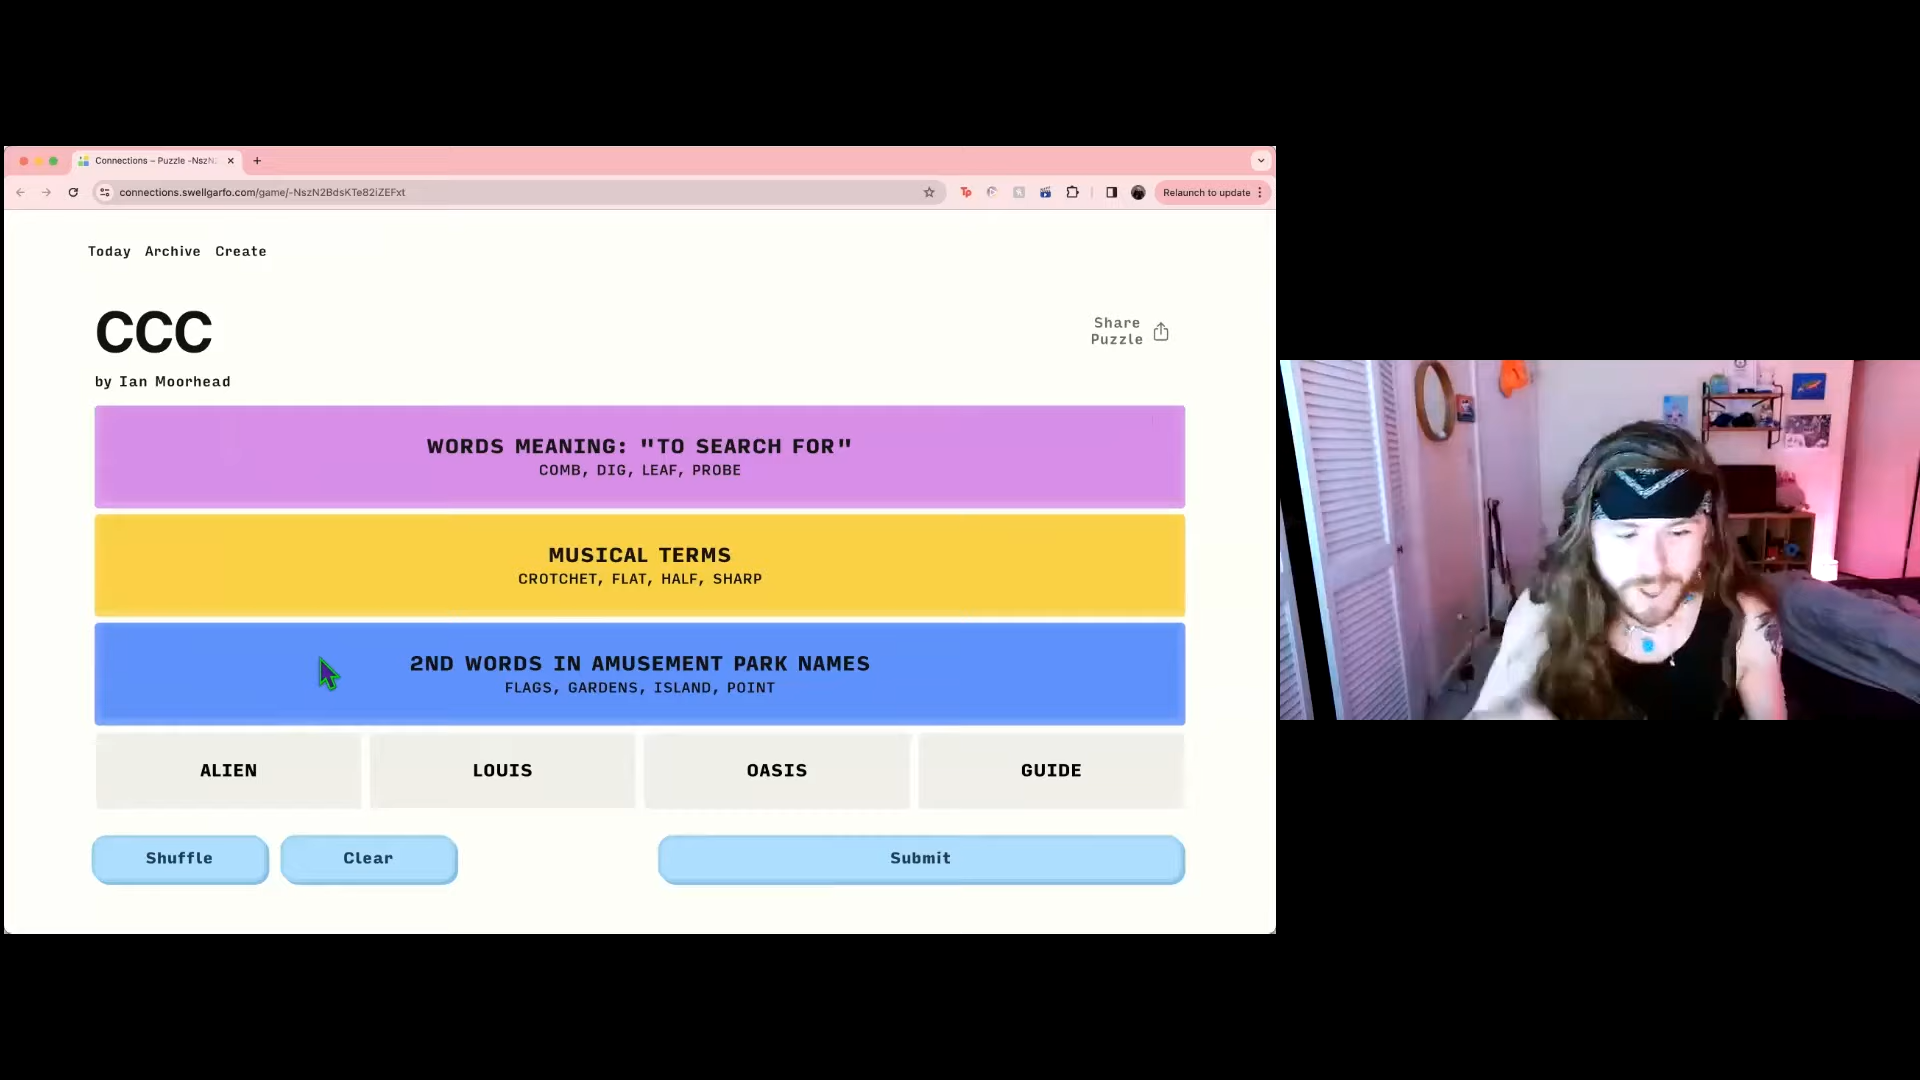 Connections – Puzzle -NszN
connections.swellgarfo.com/game/-NszN2BdsKTe82iZEFxt
Tp
Relaunch to update
Today Archive Create
CCC
Share
Puzzle
by Ian Moorhead
WORDS MEANING: "TO SEARCH FOR"
COMB, DIG, LEAF, PROBE
MUSICAL TERMS
CROTCHET, FLAT, HALF, SHARP
2ND WORDS IN AMUSEMENT PARK NAMES
FLAGS, GARDENS, ISLAND, POINT
ALIEN LOUIS OASIS GUIDE
Shuffle Clear Submit